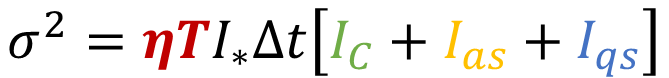 σ² = ηTI∗Δt[I_C + I_as + I_qs]